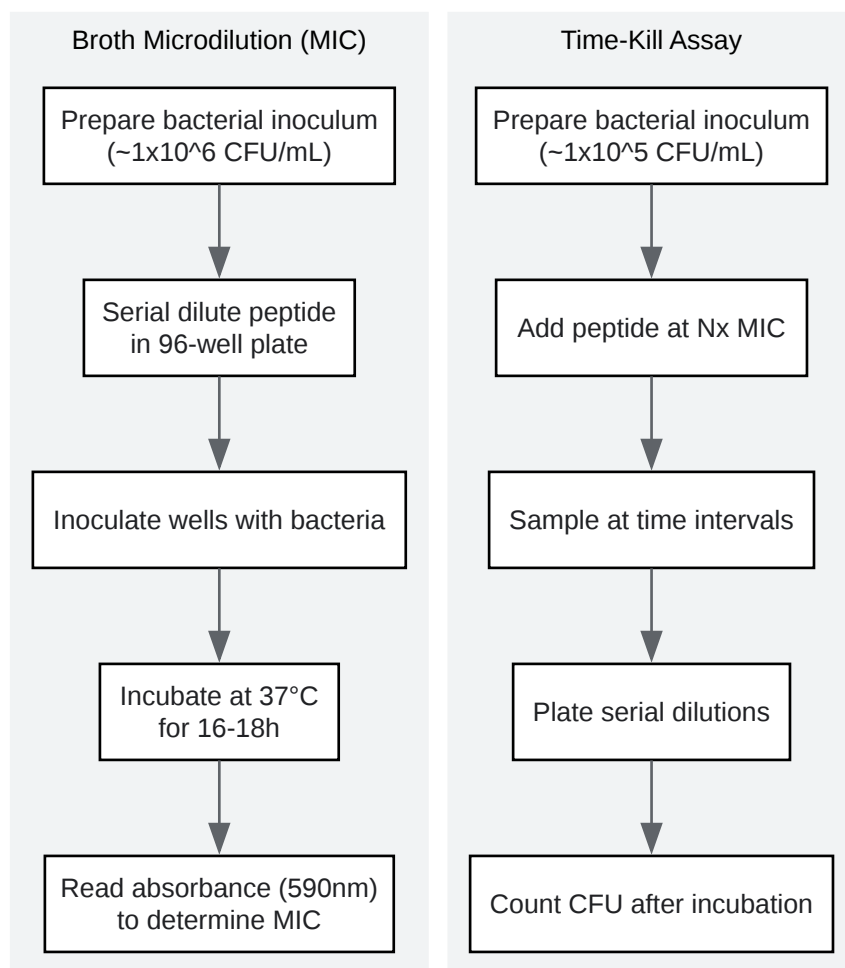 Broth Microdilution (MIC)
Prepare bacterial inoculum
(~1x10^6 CFU/mL)
Serial dilute peptide
in 96-well plate
Inoculate wells with bacteria
Incubate at 37°C
for 16-18h
Read absorbance (590nm)
to determine MIC
Time-Kill Assay
Prepare bacterial inoculum
(~1x10^5 CFU/mL)
Add peptide at Nx MIC
Sample at time intervals
Plate serial dilutions
Count CFU after incubation